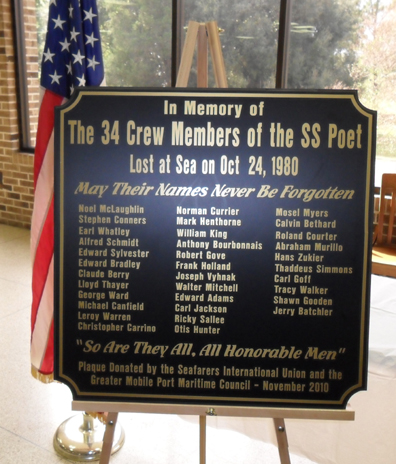 In Memory of
The 34 Crew Members of the SS Poet
Lost at Sea on Oct 24, 1980
May Their Names Never Be Forgotten
Noel McLaughlin
Stephen Conners
Earl Whatley
Alfred Schmidt
Edward Sylvester
Edward Bradley
Claude Berry
Lloyd Thayer
George Ward
Michael Canfield
Leroy Warren
Christopher Carrino
Norman Currier
Mark Henthorne
William King
Anthony Bourbonnais
Robert Gove
Frank Holland
Joseph Vyhnak
Walter Mitchell
Edward Adams
Carl Jackson
Ricky Sallee
Otis Hunter
Mosel Myers
Calvin Bethard
Roland Courter
Abraham Murillo
Hans Zukier
Thaddeus Simmons
Carl Goff
Tracy Walker
Shawn Gooden
Jerry Batchler
"So Are They All, All Honorable Men"
Plaque Donated by the Seafarers International Union and the
Greater Mobile Port Maritime Council – November 2010